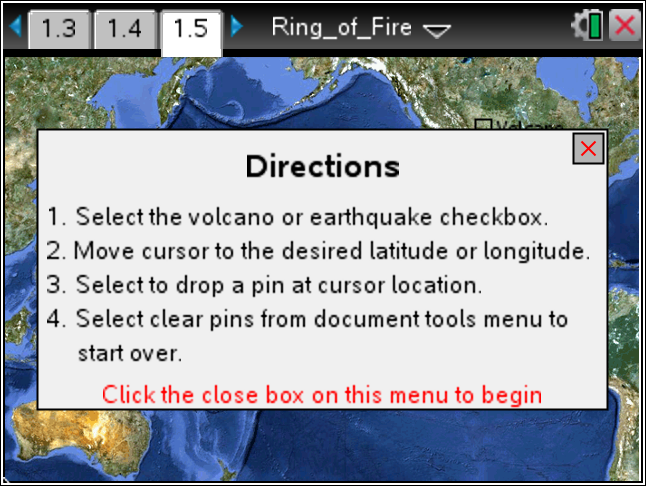 1.3 1.4 1.5 Ring_of_Fire
Volcano
Directions
1. Select the volcano or earthquake checkbox.
2. Move cursor to the desired latitude or longitude.
3. Select to drop a pin at cursor location.
4. Select clear pins from document tools menu to
start over.
Click the close box on this menu to begin